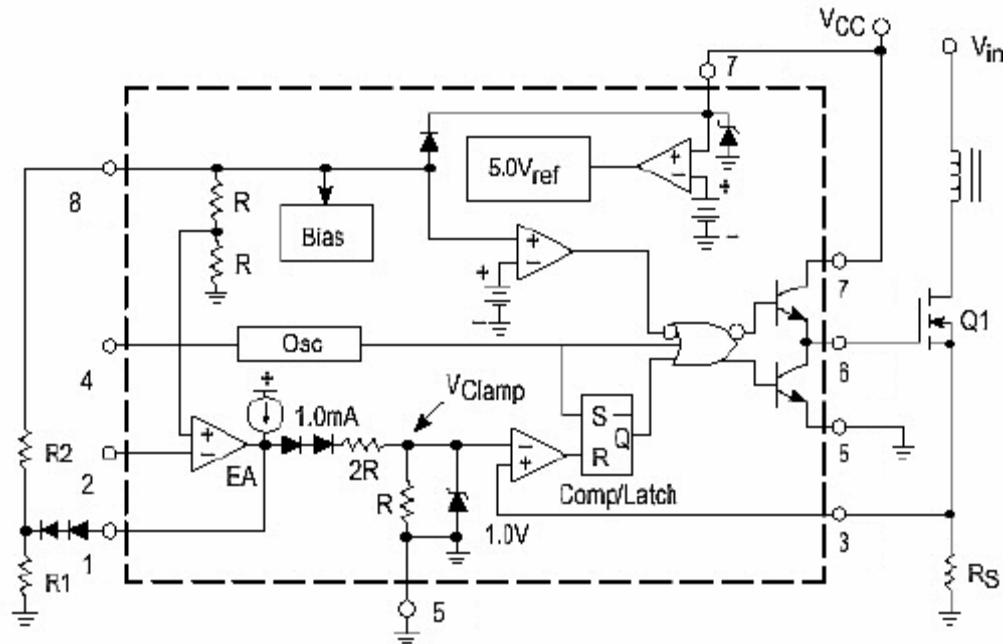 VCC
Vin
7
8
R
R
Bias
5.0Vref
+
−
+
−
+
−
+
−
7
Q1
4
Osc
6
+
1.0mA
VClamp
S
Q
R
5
R2
2
+
−
EA
2R
R
−
+
Comp/Latch
1.0V
3
1
R1
5
RS